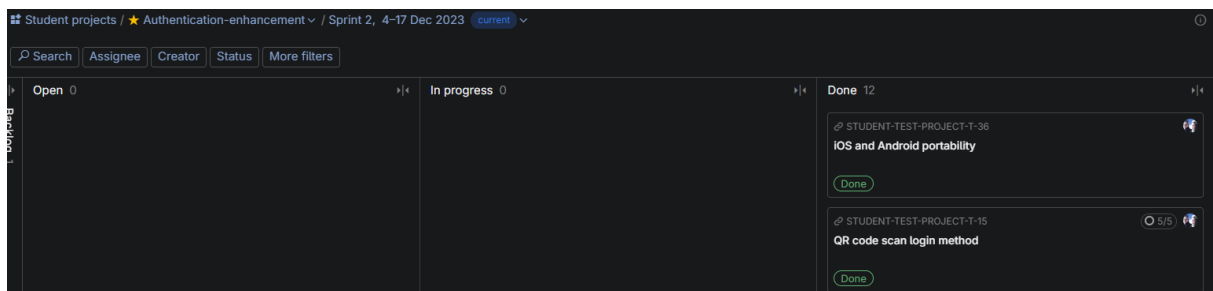 Student projects / ★ Authentication-enhancement / Sprint 2, 4–17 Dec 2023 current
Search Assignee Creator Status More filters
Backlog 1
Open 0
In progress 0
Done 12
STUDENT-TEST-PROJECT-T-36
iOS and Android portability
Done
STUDENT-TEST-PROJECT-T-15 5/5
QR code scan login method
Done